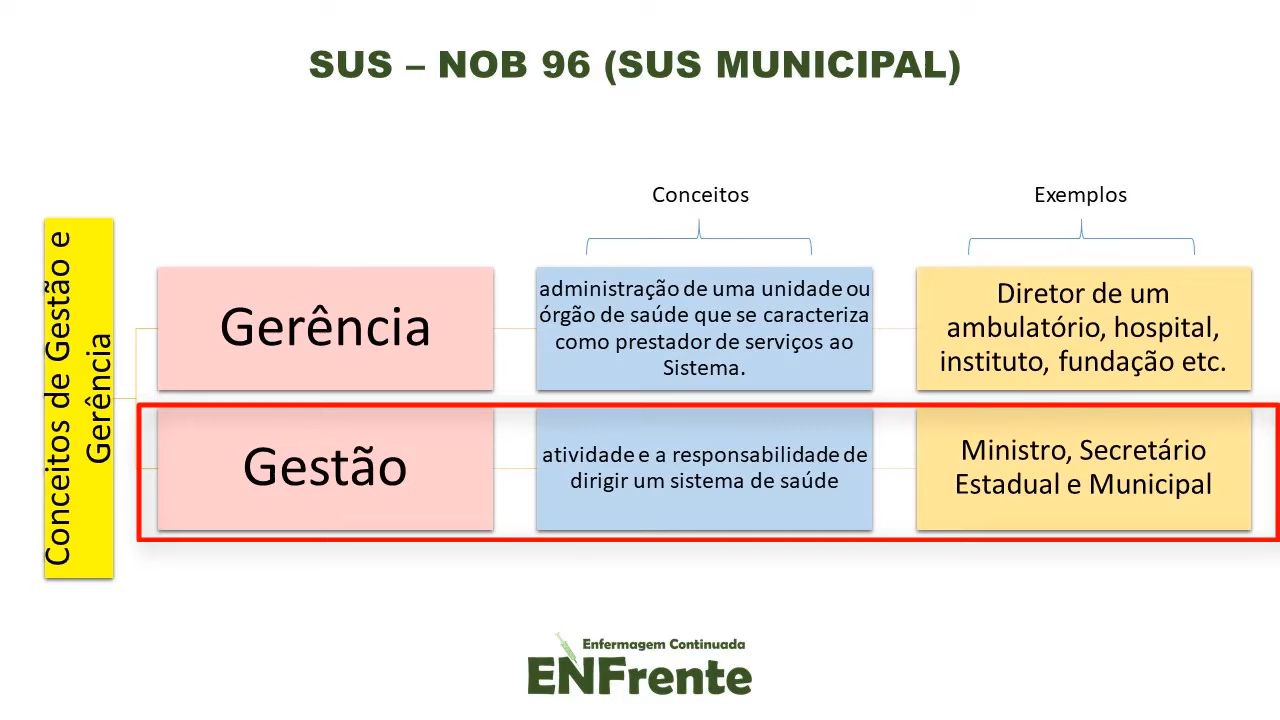 SUS – NOB 96 (SUS MUNICIPAL)
Conceitos
Exemplos
Conceitos de Gestão e
Gerência
Gerência
administração de uma unidade ou
órgão de saúde que se caracteriza
como prestador de serviços ao
Sistema.
Diretor de um
ambulatório, hospital,
instituto, fundação etc.
Gestão
atividade e a responsabilidade de
dirigir um sistema de saúde
Ministro, Secretário
Estadual e Municipal
Enfermagem Continuada
ENFrente